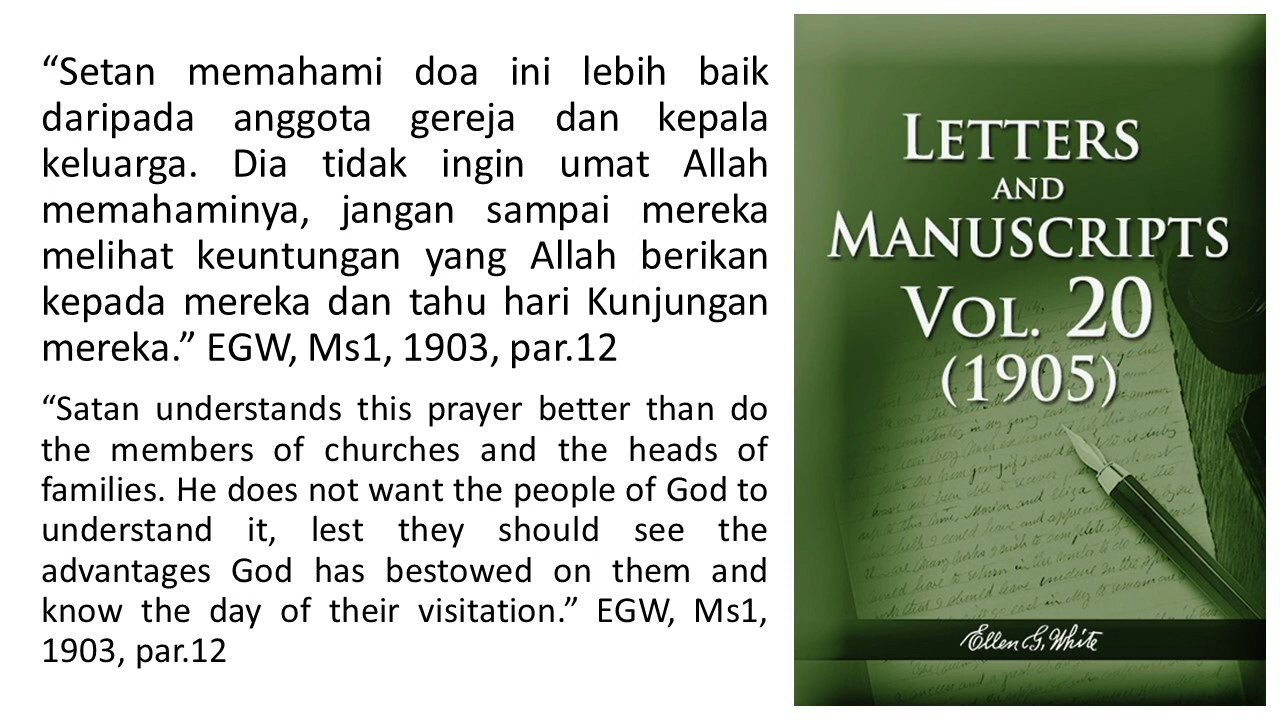 “Setan memahami doa ini lebih baik
daripada anggota gereja dan kepala
keluarga. Dia tidak ingin umat Allah
memahaminya, jangan sampai mereka
melihat keuntungan yang Allah berikan
kepada mereka dan tahu hari Kunjungan
mereka.” EGW, Ms1, 1903, par.12
“Satan understands this prayer better than do
the members of churches and the heads of
families. He does not want the people of God to
understand it, lest they should see the
advantages God has bestowed on them and
know the day of their visitation.” EGW, Ms1,
1903, par.12
LETTERS
AND
MANUSCRIPTS
VOL. 20
(1905)
Ellen G. White